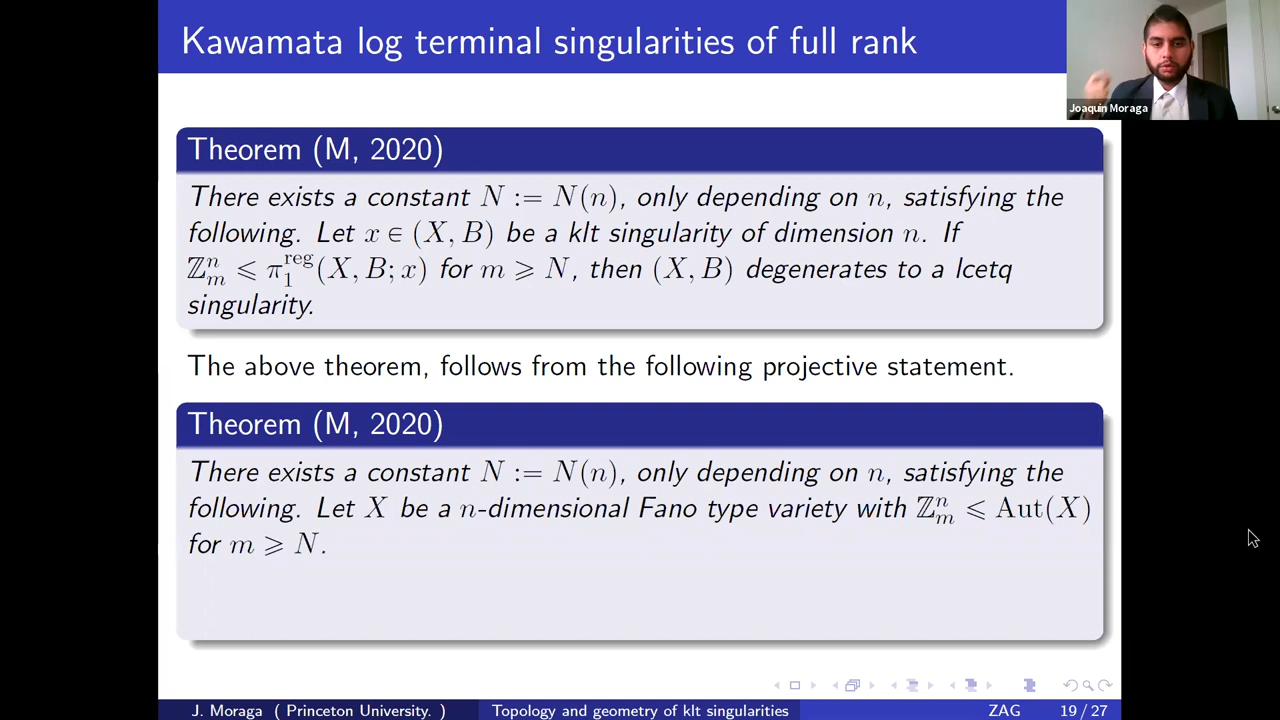 Kawamata log terminal singularities of full rank
Joaquin Moraga
Theorem (M, 2020)
There exists a constant N := N(n), only depending on n, satisfying the
following. Let x ∈ (X, B) be a klt singularity of dimension n. If
ℤₘⁿ ⩽ π₁^reg(X, B; x) for m ⩾ N, then (X, B) degenerates to a lcetq
singularity.
The above theorem, follows from the following projective statement.
Theorem (M, 2020)
There exists a constant N := N(n), only depending on n, satisfying the
following. Let X be a n-dimensional Fano type variety with ℤₘⁿ ⩽ Aut(X)
for m ⩾ N.
J. Moraga ( Princeton University. ) Topology and geometry of klt singularities ZAG 19 / 27